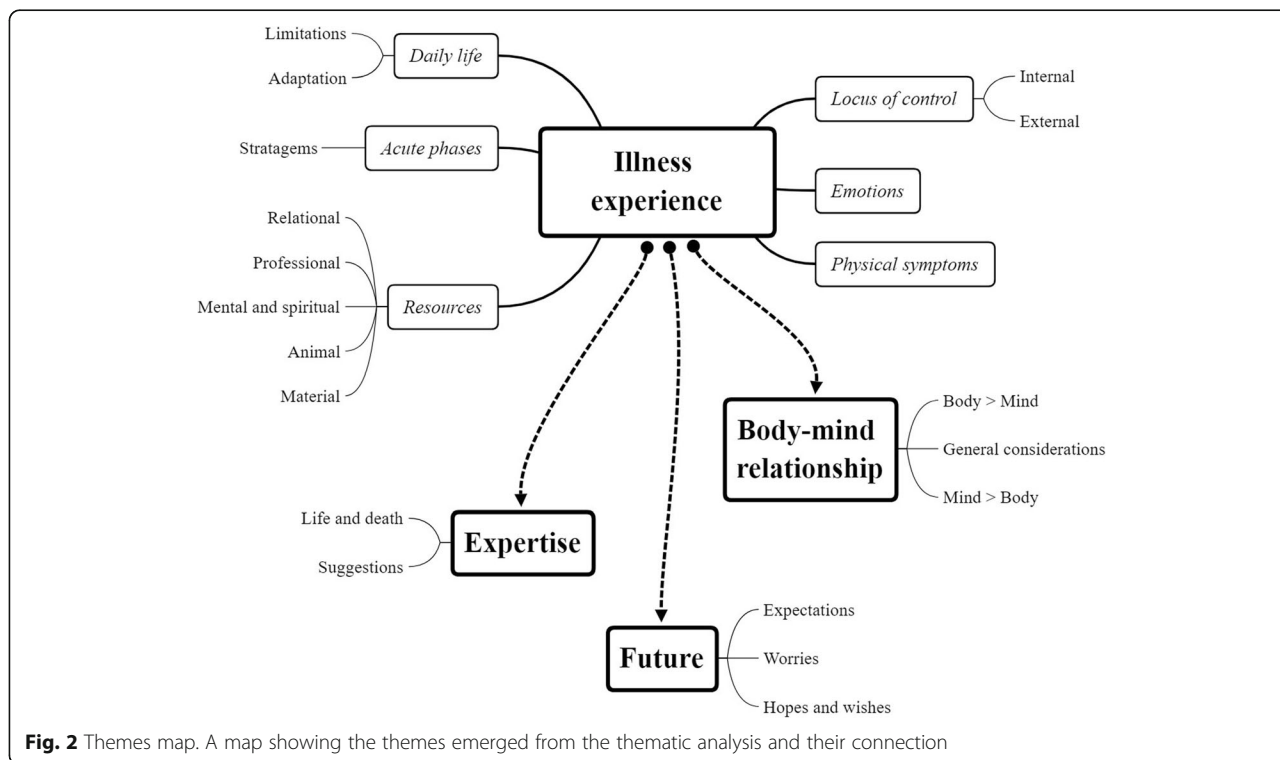 Limitations
Daily life
Adaptation
Stratagems
Acute phases
Relational
Professional
Mental and spiritual
Resources
Animal
Material
Illness
experience
Locus of control
Internal
External
Emotions
Physical symptoms
Body-mind
relationship
Body > Mind
General considerations
Mind > Body
Life and death
Expertise
Suggestions
Future
Expectations
Worries
Hopes and wishes
Fig. 2 Themes map. A map showing the themes emerged from the thematic analysis and their connection